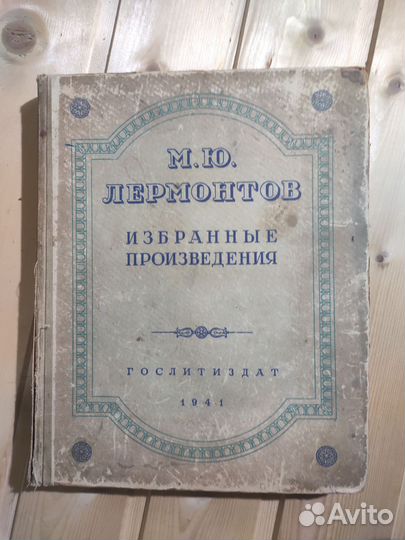 М.Ю.
ЛЕРМОНТОВ
ИЗБРАННЫЕ
ПРОИЗВЕДЕНИЯ
ГОСЛИТИЗДАТ
1941
Avito